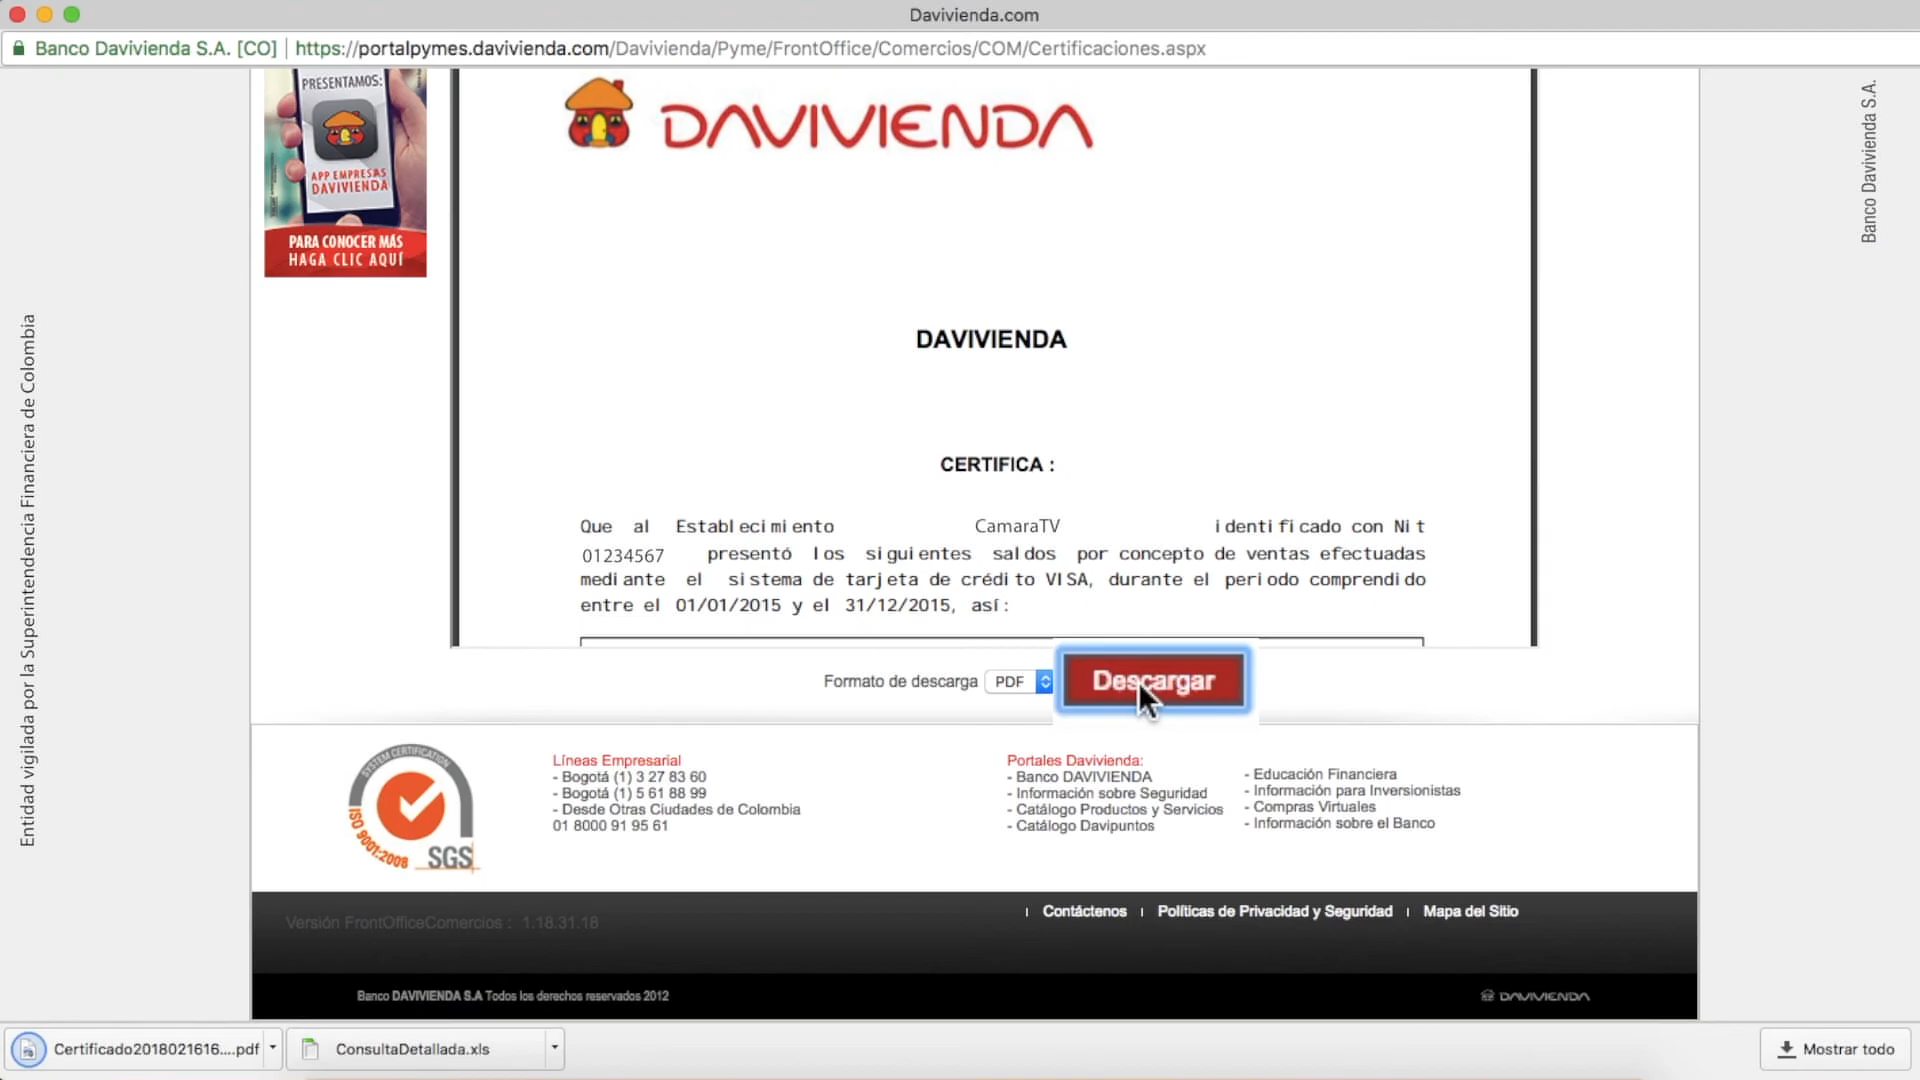 Davivienda.com
Banco Davivienda S.A. [CO] | https://portalpymes.davivienda.com/Davivienda/Pyme/FrontOffice/Comercios/COM/Certificaciones.aspx
PRESENTAMOS:
APP EMPRESAS
DAVIVIENDA
PARA CONOCER MÁS
HAGA CLIC AQUÍ
Entidad vigilada por la Superintendencia Financiera de Colombia
DAVIVIENDA
Banco Davivienda S.A.
DAVIVIENDA
CERTIFICA :
Que al Establecimiento CamaraTV identificado con Nit
01234567 presentó los siguientes saldos por concepto de ventas efectuadas
mediante el sistema de tarjeta de crédito VISA, durante el periodo comprendido
entre el 01/01/2015 y el 31/12/2015, así:
Formato de descarga PDF Descargar
SYSTEM CERTIFICATION
ISO 9001:2008
SGS
Líneas Empresarial
- Bogotá (1) 3 27 83 60
- Bogotá (1) 5 61 88 99
- Desde Otras Ciudades de Colombia
01 8000 91 95 61
Portales Davivienda:
- Banco DAVIVIENDA
- Información sobre Seguridad
- Catálogo Productos y Servicios
- Catálogo Davipuntos
- Educación Financiera
- Información para Inversionistas
- Compras Virtuales
- Información sobre el Banco
Versión FrontOfficeComercios : 1.18.31.18
| Contáctenos | Políticas de Privacidad y Seguridad | Mapa del Sitio
Banco DAVIVIENDA S.A Todos los derechos reservados 2012
DAVIVIENDA
Certificado2018021616....pdf
ConsultaDetallada.xls
Mostrar todo